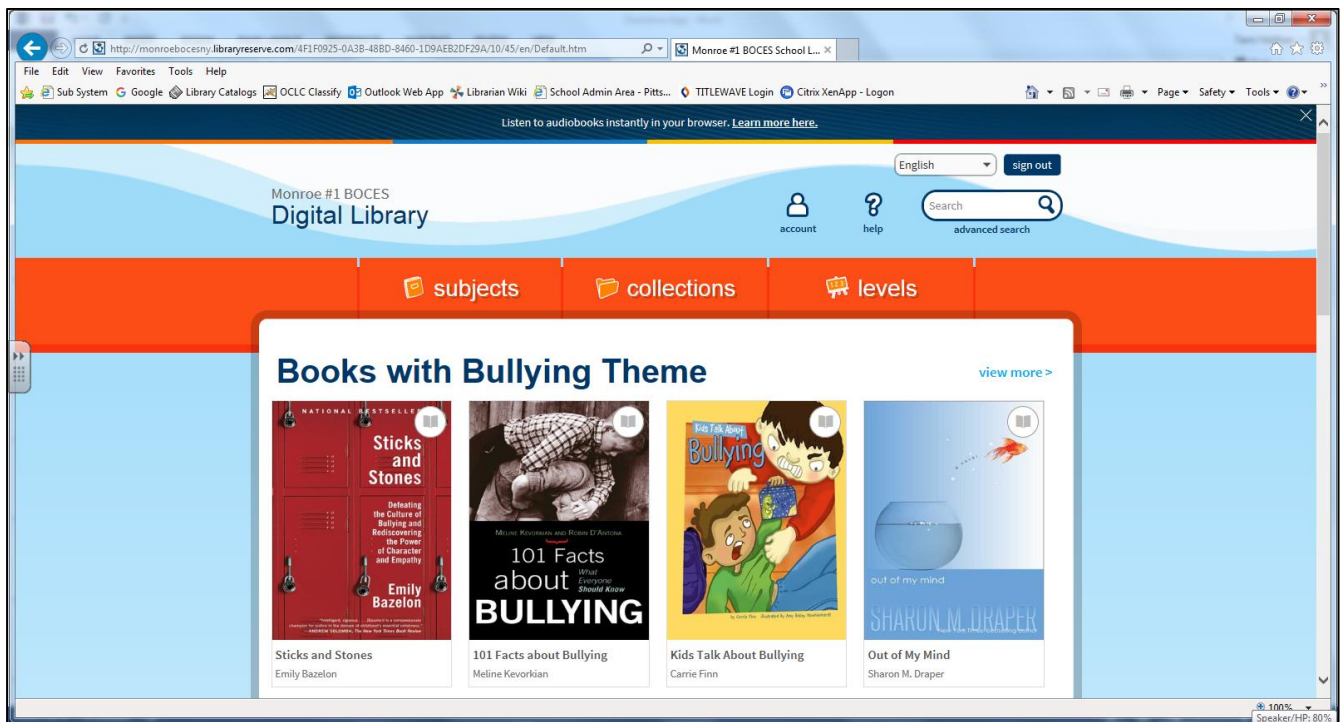 http://monroebocesny.libraryreserve.com/4F1F0925-0A3B-48BD-8460-1D9AEB2DF29A/10/45/en/Default.htm
Monroe #1 BOCES School L...
File Edit View Favorites Tools Help
Sub System Google Library Catalogs OCLC Classify Outlook Web App Librarian Wiki School Admin Area - Pitts... TITLEWAVE Login Citrix XenApp - Logon Page Safety Tools
Listen to audiobooks instantly in your browser. Learn more here.
English sign out
Monroe #1 BOCES
Digital Library
account help Search
advanced search
subjects collections levels
Books with Bullying Theme
view more >
NATIONAL BESTSELLER
Sticks
and
Stones
Defeating
the Culture of
Bullying and
Rediscovering
the Power
of Character
and Empathy
Emily
Bazelon
Meline Kevorkian and Robin D'Antona
101 Facts
about What Everyone Should Know
BULLYING
Kids Talk About
Bullying
by Carrie Finn
out of my mind
SHARON M. DRAPER
Sticks and Stones
Emily Bazelon
101 Facts about Bullying
Meline Kevorkian
Kids Talk About Bullying
Carrie Finn
Out of My Mind
Sharon M. Draper
100%
Speaker/HP: 80%